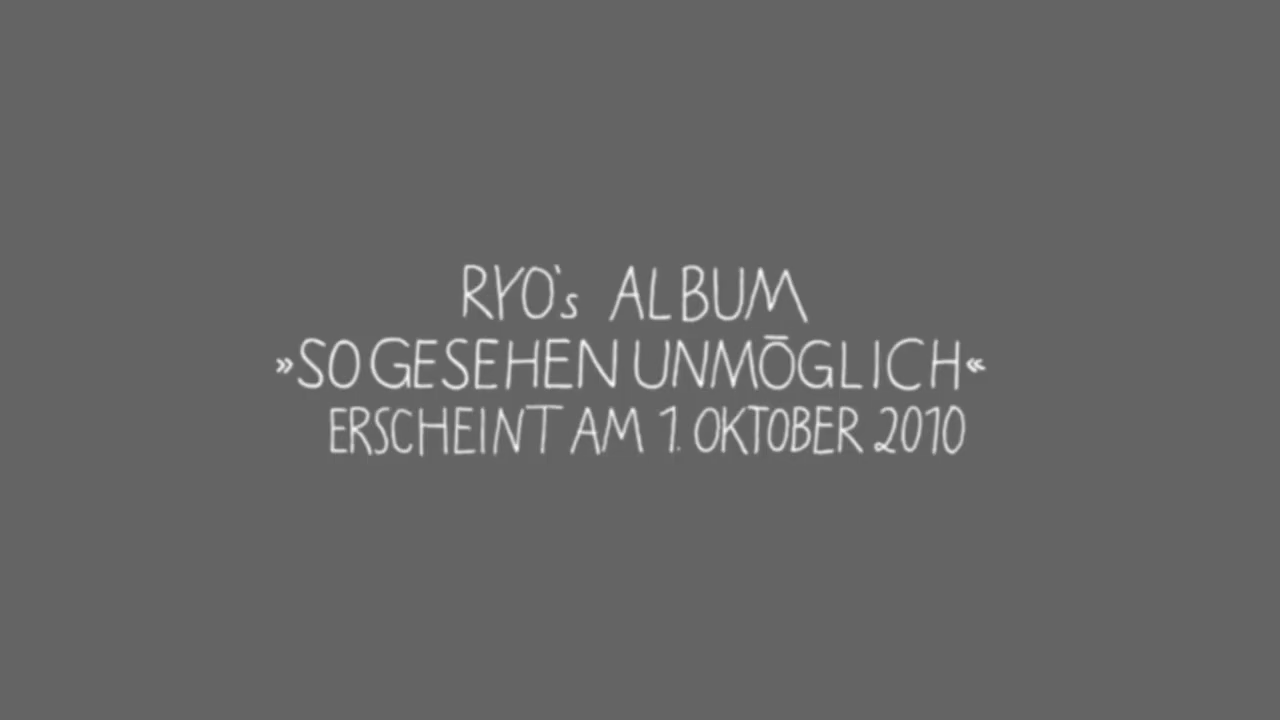 RYO's ALBUM
»SO GESEHEN UNMÖGLICH«
ERSCHEINT AM 1. OKTOBER 2010